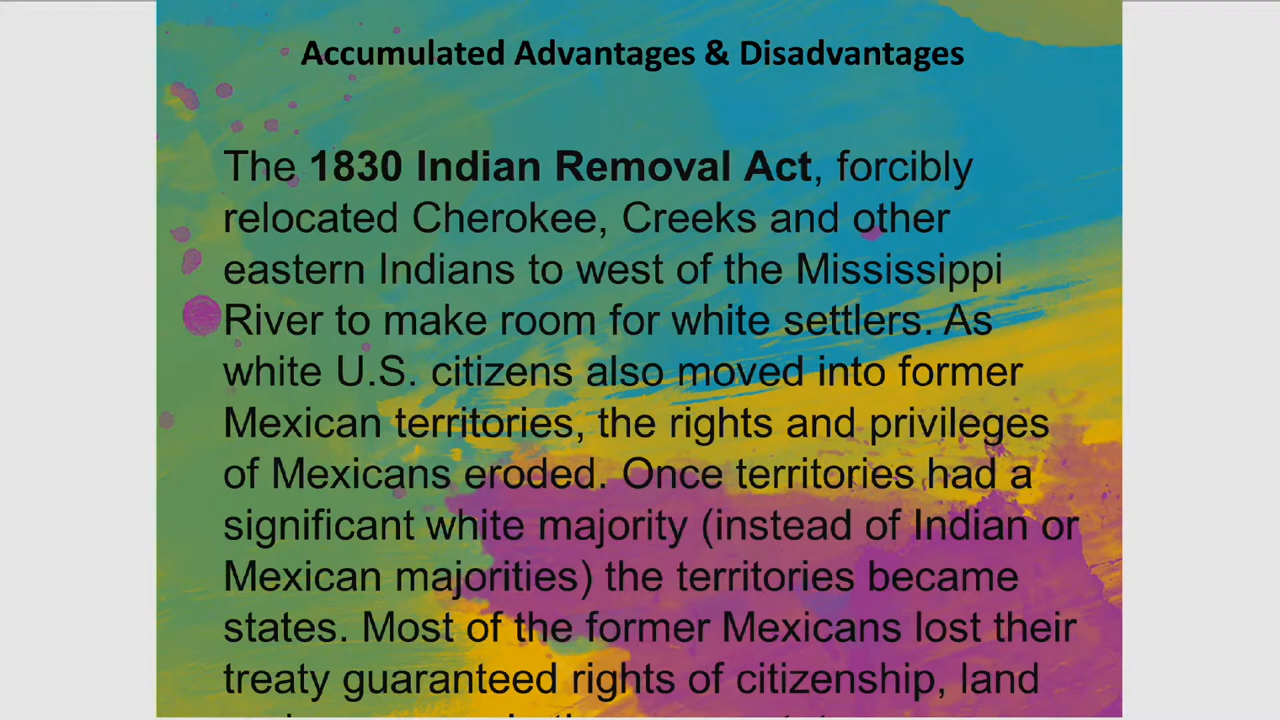 Accumulated Advantages & Disadvantages
The 1830 Indian Removal Act, forcibly
relocated Cherokee, Creeks and other
eastern Indians to west of the Mississippi
River to make room for white settlers. As
white U.S. citizens also moved into former
Mexican territories, the rights and privileges
of Mexicans eroded. Once territories had a
significant white majority (instead of Indian or
Mexican majorities) the territories became
states. Most of the former Mexicans lost their
treaty guaranteed rights of citizenship, land